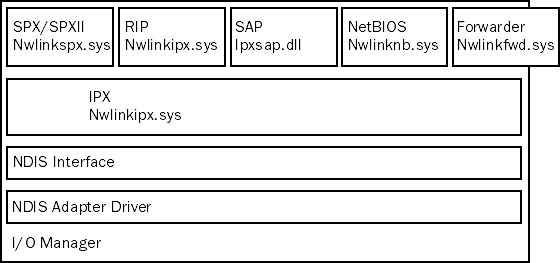 SPX/SPXII
Nwlinkspx.sys
RIP
Nwlinkipx.sys
SAP
Ipxsap.dll
NetBIOS
Nwlinknb.sys
Forwarder
Nwlinkfwd.sys
IPX
Nwlinkipx.sys
NDIS Interface
NDIS Adapter Driver
I/O Manager